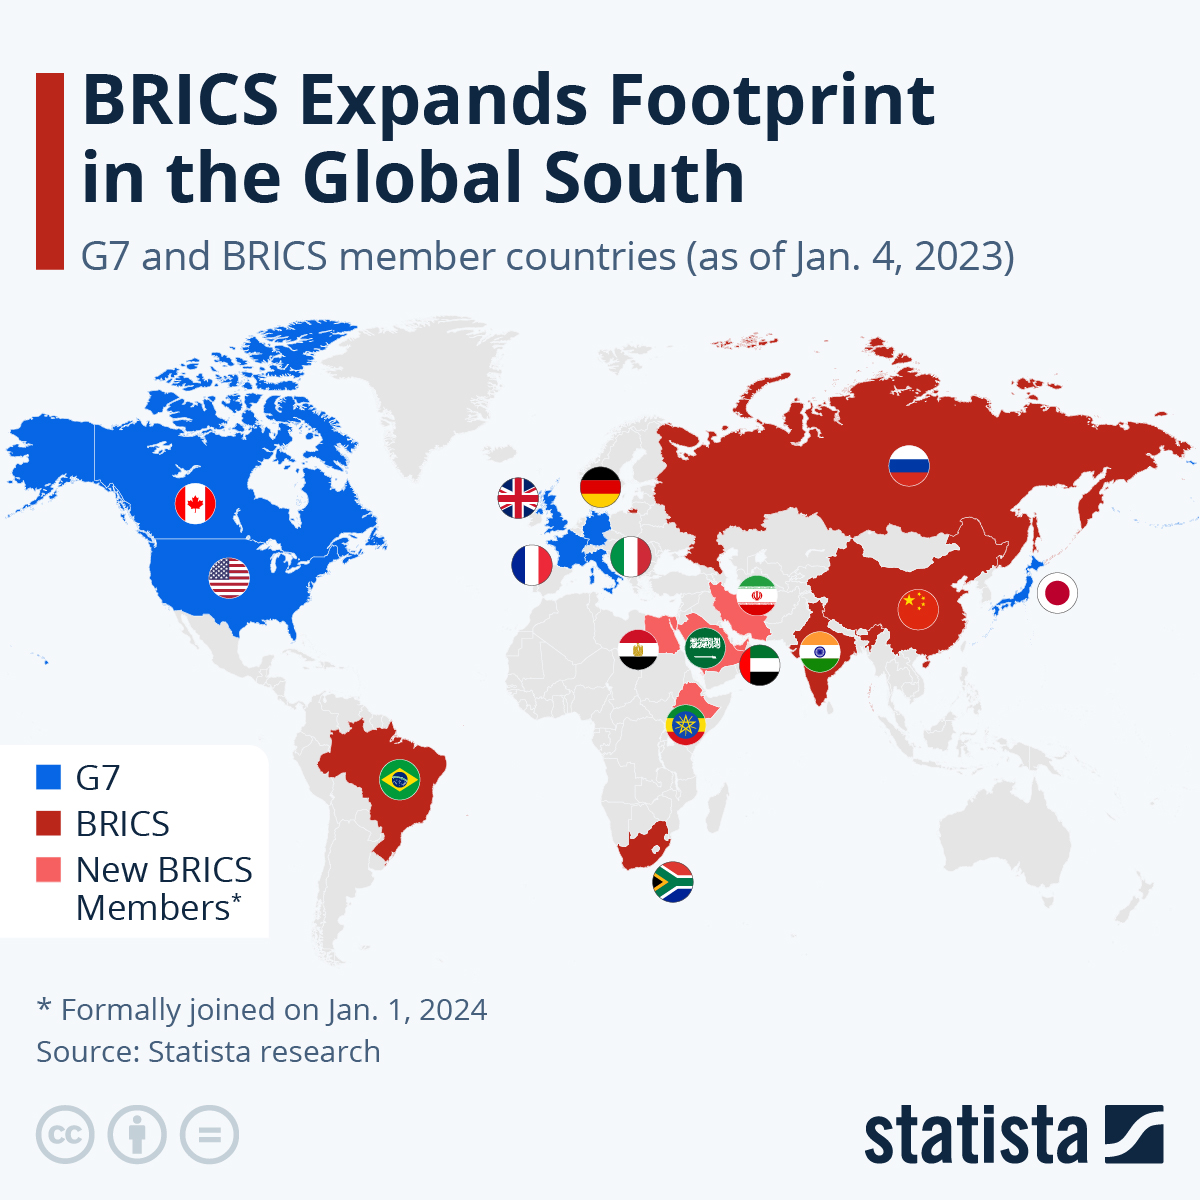 BRICS Expands Footprint
in the Global South
G7 and BRICS member countries (as of Jan. 4, 2023)
G7
BRICS
New BRICS
Members*
* Formally joined on Jan. 1, 2024
Source: Statista research
cc
statista